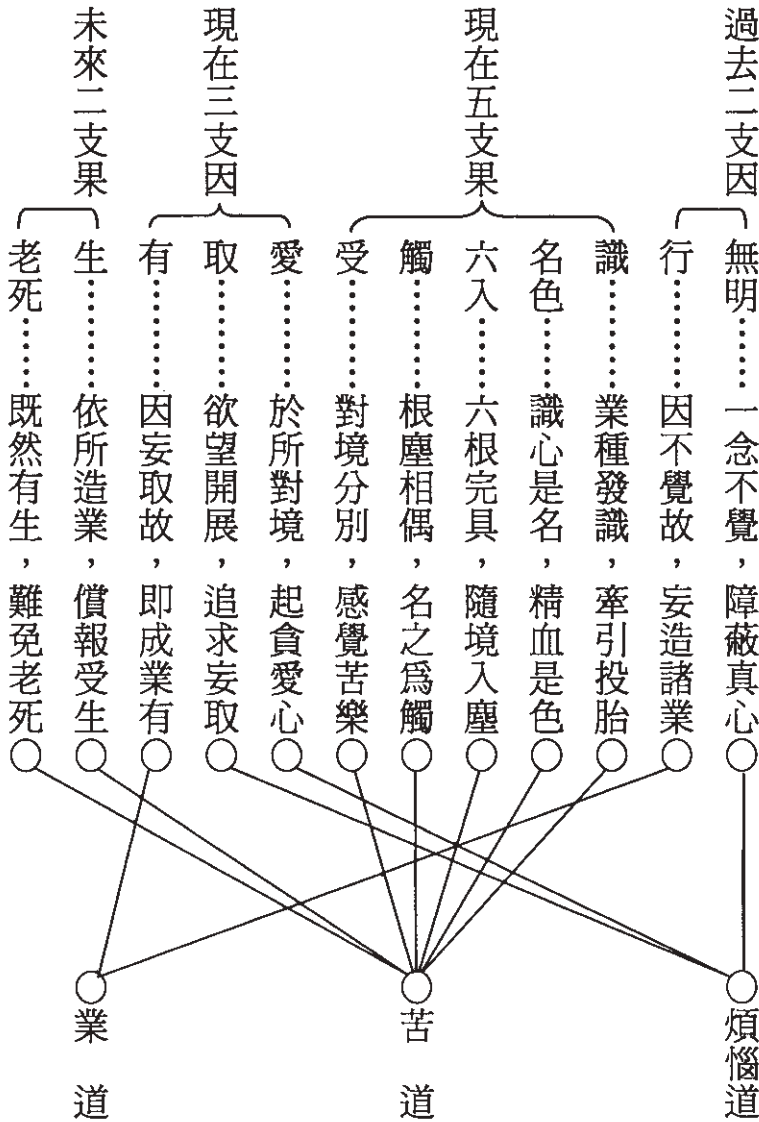 過去二支因
無明……一念不覺，障蔽真心
行……因不覺故，妄造諸業
現在五支果
識……業種發識，牽引投胎
名色……識心是名，精血是色
六入……六根完具，隨境入塵
觸……根塵相偶，名之爲觸
受……對境分別，感覺苦樂
現在三支因
愛……於所對境，起貪愛心
取……欲望開展，追求妄取
有……因妄取故，即成業有
未來二支果
生……依所造業，償報受生
老死……既然有生，難免老死
煩惱道
苦道
業道